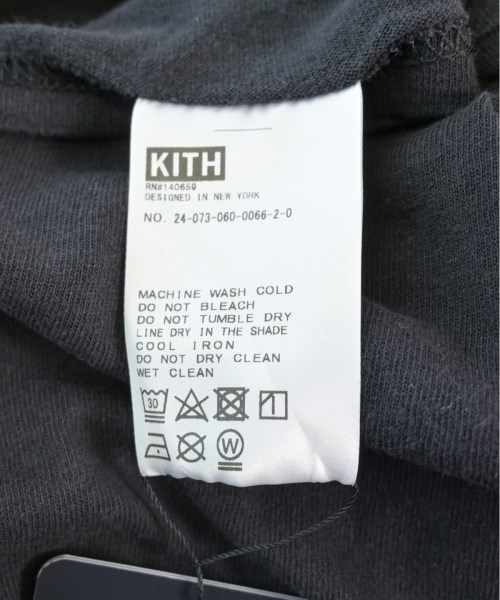 KITH
RN#140659
DESIGNED IN NEW YORK
NO. 24-073-060-0066-2-0
MACHINE WASH COLD
DO NOT BLEACH
DO NOT TUMBLE DRY
LINE DRY IN THE SHADE
COOL IRON
DO NOT DRY CLEAN
WET CLEAN
30
W